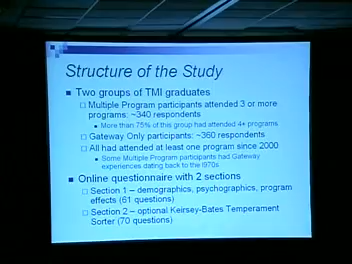 Structure of the Study
Two groups of TMI graduates
Multiple Program participants attended 3 or more
programs: ~340 respondents
More than 75% of this group had attended 4+ programs
Gateway Only participants: ~360 respondents
All had attended at least one program since 2000
Some Multiple Program participants had Gateway
experiences dating back to the 1970s
Online questionnaire with 2 sections
Section 1 – demographics, psychographics, program
effects (61 questions)
Section 2 – optional Keirsey-Bates Temperament
Sorter (70 questions)